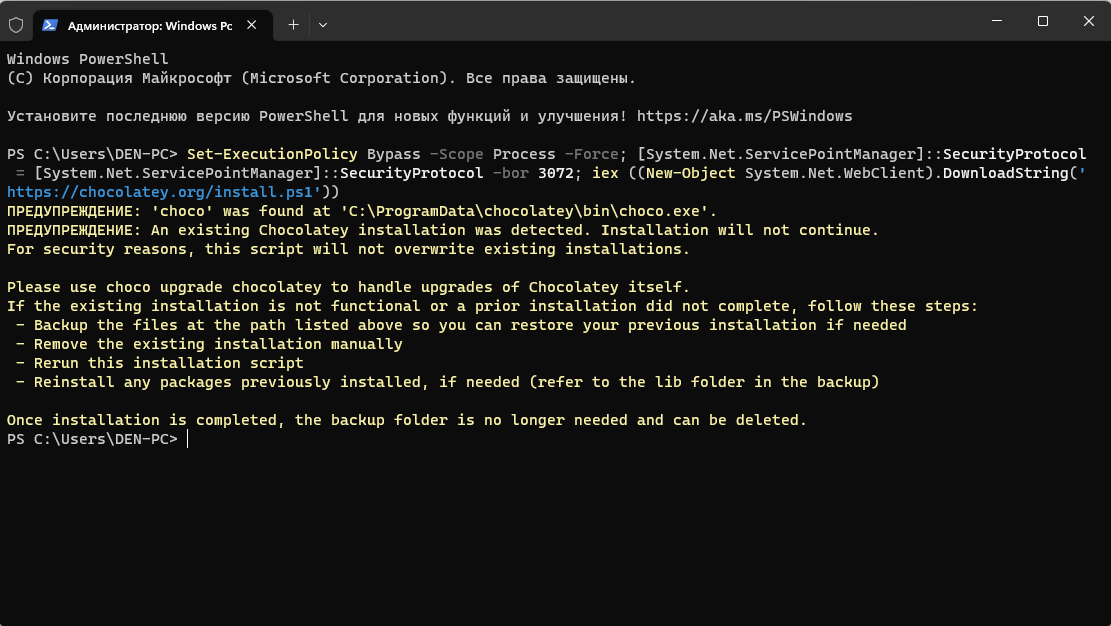 Администратор: Windows Pc
Windows PowerShell
(C) Корпорация Майкрософт (Microsoft Corporation). Все права защищены.
Установите последнюю версию PowerShell для новых функций и улучшения! https://aka.ms/PSWindows
PS C:\Users\DEN-PC> Set-ExecutionPolicy Bypass -Scope Process -Force; [System.Net.ServicePointManager]::SecurityProtocol
= [System.Net.ServicePointManager]::SecurityProtocol -bor 3072; iex ((New-Object System.Net.WebClient).DownloadString('
https://chocolatey.org/install.ps1'))
ПРЕДУПРЕЖДЕНИЕ: 'choco' was found at 'C:\ProgramData\chocolatey\bin\choco.exe'.
ПРЕДУПРЕЖДЕНИЕ: An existing Chocolatey installation was detected. Installation will not continue.
For security reasons, this script will not overwrite existing installations.
Please use choco upgrade chocolatey to handle upgrades of Chocolatey itself.
If the existing installation is not functional or a prior installation did not complete, follow these steps:
- Backup the files at the path listed above so you can restore your previous installation if needed
- Remove the existing installation manually
- Rerun this installation script
- Reinstall any packages previously installed, if needed (refer to the lib folder in the backup)
Once installation is completed, the backup folder is no longer needed and can be deleted.
PS C:\Users\DEN-PC>